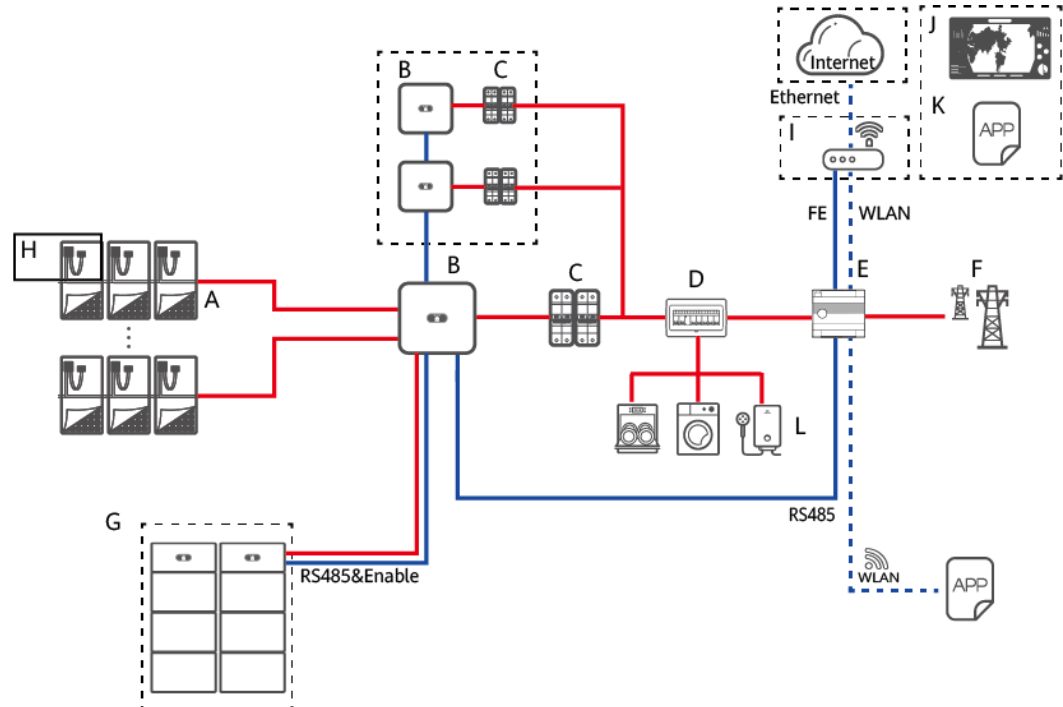 J
Internet
B
C
Ethernet
K
I
APP
FE
WLAN
H
B
C
D
E
F
A
L
G
RS485
RS485&Enable
WLAN
APP